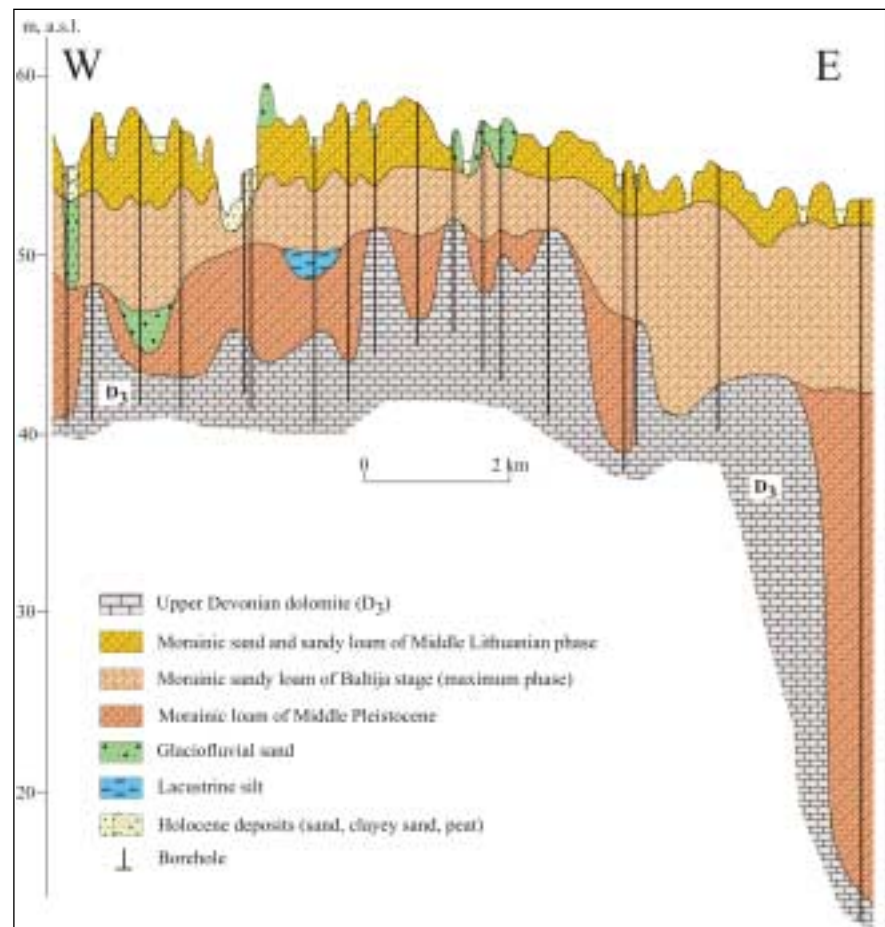 m, a.s.l.
W
E
60
50
40
30
20
D3
D3
0 2 km
Upper Devonian dolomite (D3)
Morainic sand and sandy loam of Middle Lithuanian phase
Morainic sandy loam of Baltija stage (maximum phase)
Morainic loam of Middle Pleistocene
Glaciofluvial sand
Lacustrine silt
Holocene deposits (sand, clayey sand, peat)
Borehole